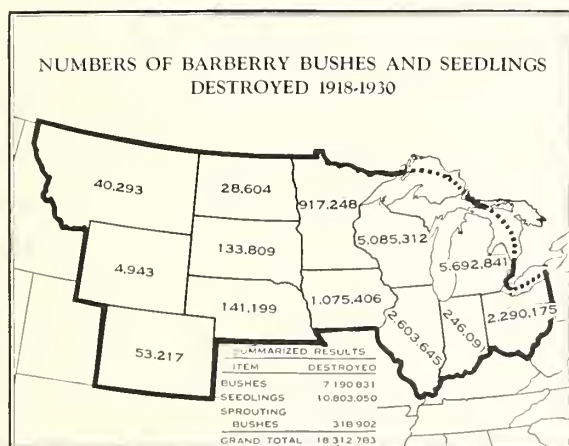 NUMBERS OF BARBERRY BUSHES AND SEEDLINGS
DESTROYED 1918-1930
40.293
28.604
917.248
5.085,312
5.692,841
4,943
133.809
141.199
1.075.406
2.603.645
246.091
2.290,175
53.217
SUMMARIZED RESULTS
ITEM DESTROYED
BUSHES 7 190 831
SEEDLINGS 10.803.050
SPROUTING
BUSHES 318 902
GRAND TOTAL 18 312 783